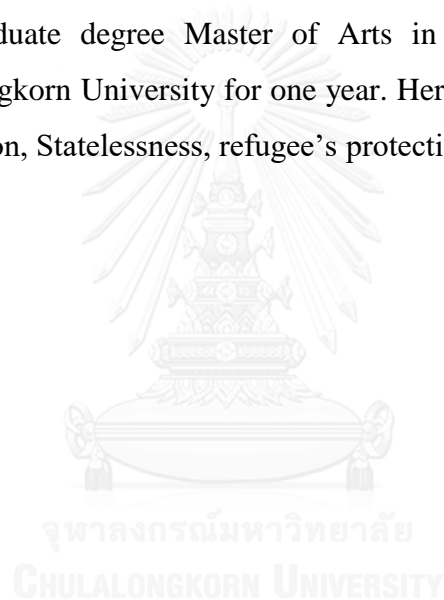 duate degree Master of Arts in
gkorn University for one year. Her
on, Statelessness, refugee's protecti
จุฬาลงกรณ์มหาวิทยาลัย
CHULALONGKORN UNIVERSITY